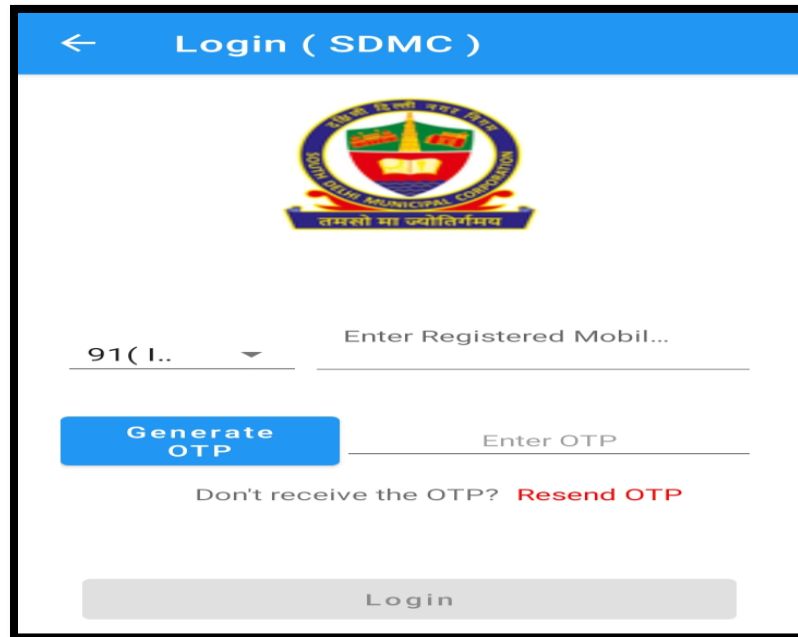 Login ( SDMC )
दक्षिणी दिल्ली नगर निगम
SOUTH DELHI MUNICIPAL CORPORATION
तमसो मा ज्योतिर्गमय
91( I..
Enter Registered Mobil...
Generate
OTP
Enter OTP
Don't receive the OTP? Resend OTP
Login